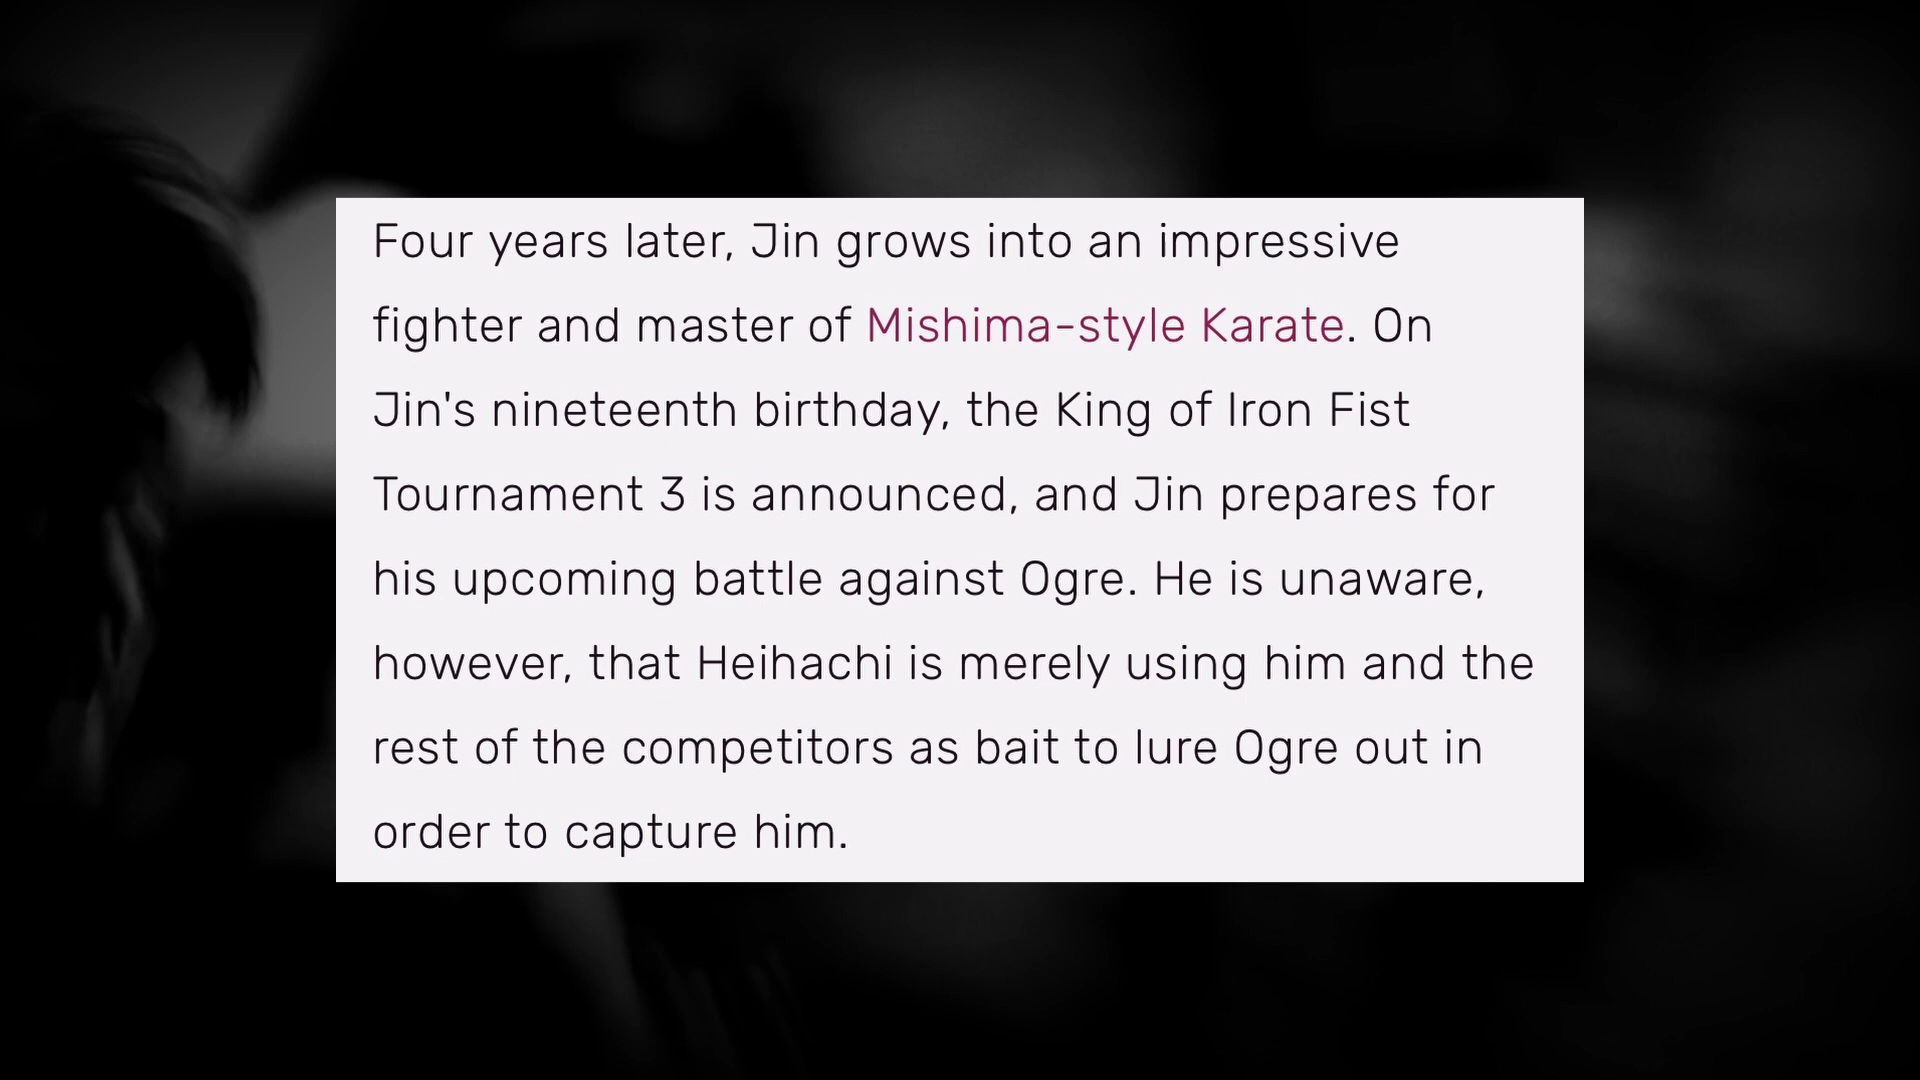 Four years later, Jin grows into an impressive
fighter and master of Mishima-style Karate. On
Jin's nineteenth birthday, the King of Iron Fist
Tournament 3 is announced, and Jin prepares for
his upcoming battle against Ogre. He is unaware,
however, that Heihachi is merely using him and the
rest of the competitors as bait to lure Ogre out in
order to capture him.